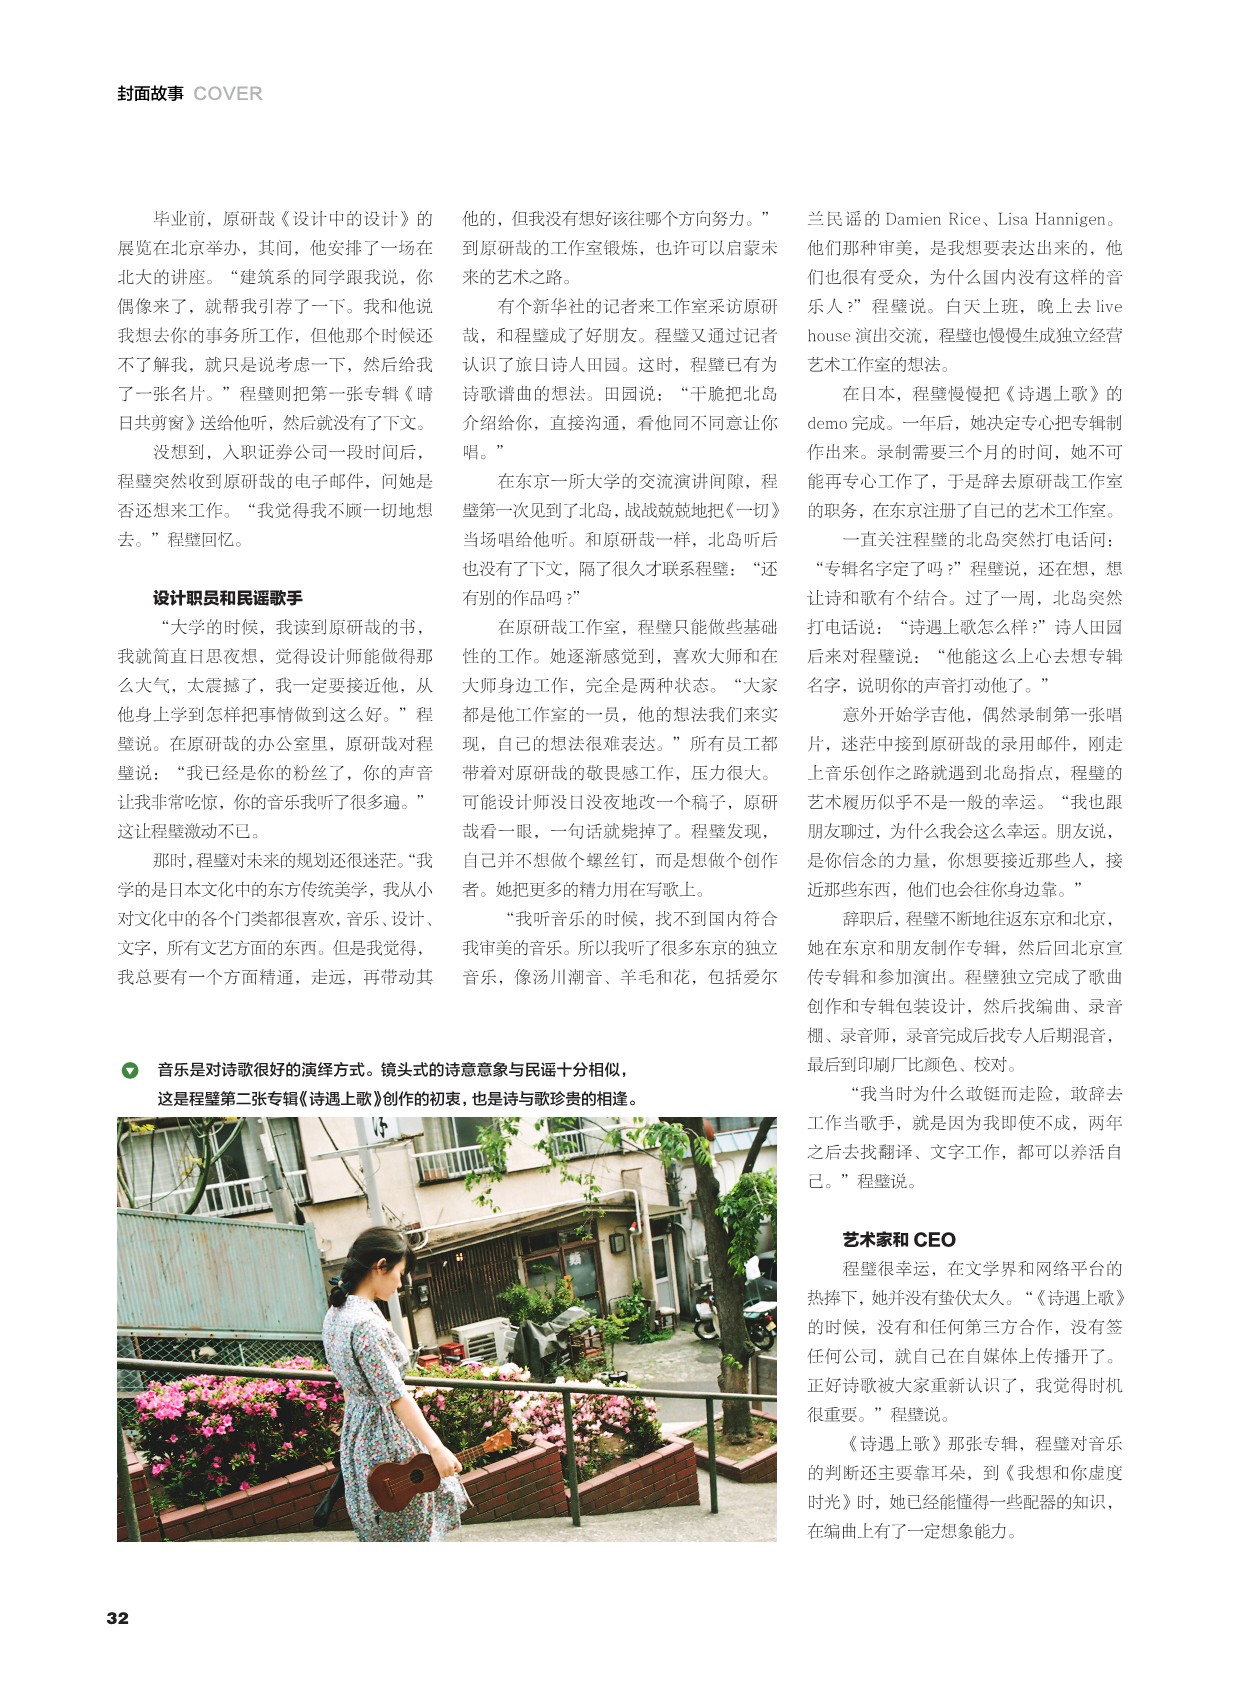 封面故事 COVER
毕业前，原研哉《设计中的设计》的
展览在北京举办，其间，他安排了一场在
北大的讲座。“建筑系的同学跟我说，你
偶像来了，就帮我引荐了一下。我和他说
我想去你的事务所工作，但他那个时候还
不了解我，就只是说考虑一下，然后给我
了一张名片。”程璧则把第一张专辑《晴
日共剪窗》送给他听，然后就没有了下文。
没想到，入职证券公司一段时间后，
程璧突然收到原研哉的电子邮件，问她是
否还想来工作。“我觉得我不顾一切地想
去。”程璧回忆。
设计职员和民谣歌手
“大学的时候，我读到原研哉的书，
我就简直日思夜想，觉得设计师能做得那
么大气，太震撼了，我一定要接近他，从
他身上学到怎样把事情做到这么好。”程
璧说。在原研哉的办公室里，原研哉对程
璧说：“我已经是你的粉丝了，你的声音
让我非常吃惊，你的音乐我听了很多遍。”
这让程璧激动不已。
那时，程璧对未来的规划还很迷茫。“我
学的是日本文化中的东方传统美学，我从小
对文化中的各个门类都很喜欢，音乐、设计、
文字，所有文艺方面的东西。但是我觉得，
我总要有一个方面精通，走远，再带动其
他的，但我没有想好该往哪个方向努力。”
到原研哉的工作室锻炼，也许可以启蒙未
来的艺术之路。
有个新华社的记者来工作室采访原研
哉，和程璧成了好朋友。程璧又通过记者
认识了旅日诗人田园。这时，程璧已有为
诗歌谱曲的想法。田园说：“干脆把北岛
介绍给你，直接沟通，看他同不同意让你
唱。”
在东京一所大学的交流演讲间隙，程
璧第一次见到了北岛，战战兢兢地把《一切》
当场唱给他听。和原研哉一样，北岛听后
也没有了下文，隔了很久才联系程璧：“还
有别的作品吗？”
在原研哉工作室，程璧只能做些基础
性的工作。她逐渐感觉到，喜欢大师和在
大师身边工作，完全是两种状态。“大家
都是他工作室的一员，他的想法我们来实
现，自己的想法很难表达。”所有员工都
带着对原研哉的敬畏感工作，压力很大。
可能设计师没日没夜地改一个稿子，原研
哉看一眼，一句话就毙掉了。程璧发现，
自己并不想做个螺丝钉，而是想做个创作
者。她把更多的精力用在写歌上。
“我听音乐的时候，找不到国内符合
我审美的音乐。所以我听了很多东京的独立
音乐，像汤川潮音、羊毛和花，包括爱尔
兰民谣的 Damien Rice、Lisa Hannigen。
他们那种审美，是我想要表达出来的，他
们也很有受众，为什么国内没有这样的音
乐人？”程璧说。白天上班，晚上去 live
house 演出交流，程璧也慢慢生成独立经营
艺术工作室的想法。
在日本，程璧慢慢把《诗遇上歌》的
demo 完成。一年后，她决定专心把专辑制
作出来。录制需要三个月的时间，她不可
能再专心工作了，于是辞去原研哉工作室
的职务，在东京注册了自己的艺术工作室。
一直关注程璧的北岛突然打电话问：
“专辑名字定了吗？”程璧说，还在想，想
让诗和歌有个结合。过了一周，北岛突然
打电话说：“诗遇上歌怎么样？”诗人田园
后来对程璧说：“他能这么上心去想专辑
名字，说明你的声音打动他了。”
意外开始学吉他，偶然录制第一张唱
片，迷茫中接到原研哉的录用邮件，刚走
上音乐创作之路就遇到北岛指点，程璧的
艺术履历似乎不是一般的幸运。“我也跟
朋友聊过，为什么我会这么幸运。朋友说，
是你信念的力量，你想要接近那些人，接
近那些东西，他们也会往你身边靠。”
辞职后，程璧不断地往返东京和北京，
她在东京和朋友制作专辑，然后回北京宣
传专辑和参加演出。程璧独立完成了歌曲
创作和专辑包装设计，然后找编曲、录音
棚、录音师，录音完成后找专人后期混音，
最后到印刷厂比颜色、校对。
“我当时为什么敢铤而走险，敢辞去
工作当歌手，就是因为我即使不成，两年
之后去找翻译、文字工作，都可以养活自
己。”程璧说。
艺术家和 CEO
程璧很幸运，在文学界和网络平台的
热捧下，她并没有蛰伏太久。“《诗遇上歌》
的时候，没有和任何第三方合作，没有签
任何公司，就自己在自媒体上传播开了。
正好诗歌被大家重新认识了，我觉得时机
很重要。”程璧说。
《诗遇上歌》那张专辑，程璧对音乐
的判断还主要靠耳朵，到《我想和你虚度
时光》时，她已经能懂得一些配器的知识，
在编曲上有了一定想象能力。
音乐是对诗歌很好的演绎方式。镜头式的诗意意象与民谣十分相似，
这是程璧第二张专辑《诗遇上歌》创作的初衷，也是诗与歌珍贵的相逢。
32